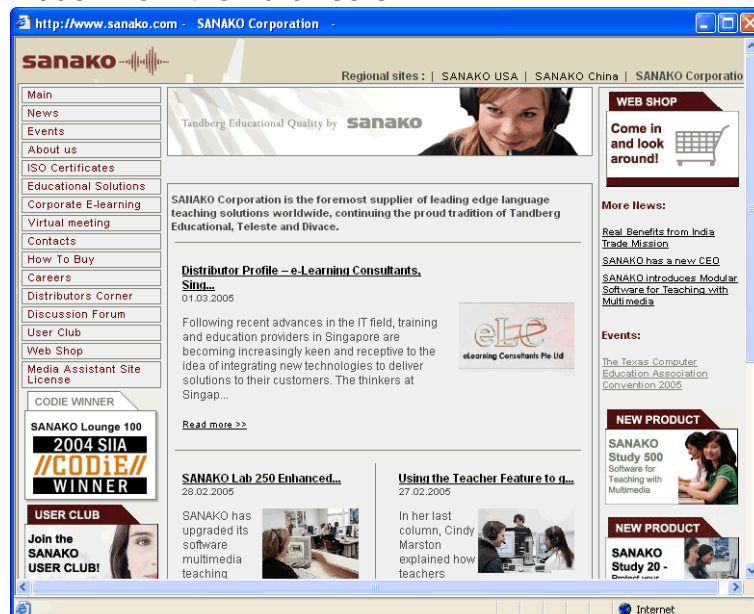 http://www.sanako.com - SANAKO Corporation -
sanako
Regional sites : | SANAKO USA | SANAKO China | SANAKO Corporatio
Main
News
Events
About us
ISO Certificates
Educational Solutions
Corporate E-learning
Virtual meeting
Contacts
How To Buy
Careers
Distributors Corner
Discussion Forum
User Club
Web Shop
Media Assistant Site
License
CODIE WINNER
SANAKO Lounge 100
2004 SIIA
//CODiE//
WINNER
USER CLUB
Join the
SANAKO
USER CLUB!
Tandberg Educational Quality by sanako
SANAKO Corporation is the foremost supplier of leading edge language
teaching solutions worldwide, continuing the proud tradition of Tandberg
Educational, Teleste and Divace.
Distributor Profile – e-Learning Consultants,
Sing...
01.03.2005
Following recent advances in the IT field, training
and education providers in Singapore are
becoming increasingly keen and receptive to the
idea of integrating new technologies to deliver
solutions to their customers. The thinkers at
Singap...
eLC
eLearning Consultants Pte Ltd
Read more >>
SANAKO Lab 250 Enhanced...
28.02.2005
SANAKO has
upgraded its
software
multimedia
teaching
Using the Teacher Feature to g...
27.02.2005
In her last
column, Cindy
Marston
explained how
teachers
WEB SHOP
Come in
and look
around!
More News:
Real Benefits from India
Trade Mission
SANAKO has a new CEO
SANAKO introduces Modular
Software for Teaching with
Multimedia
Events:
The Texas Computer
Education Association
Convention 2005
NEW PRODUCT
SANAKO
Study 500
Software for
Teaching with
Multimedia
NEW PRODUCT
SANAKO
Study 20 -
Protect your
Internet